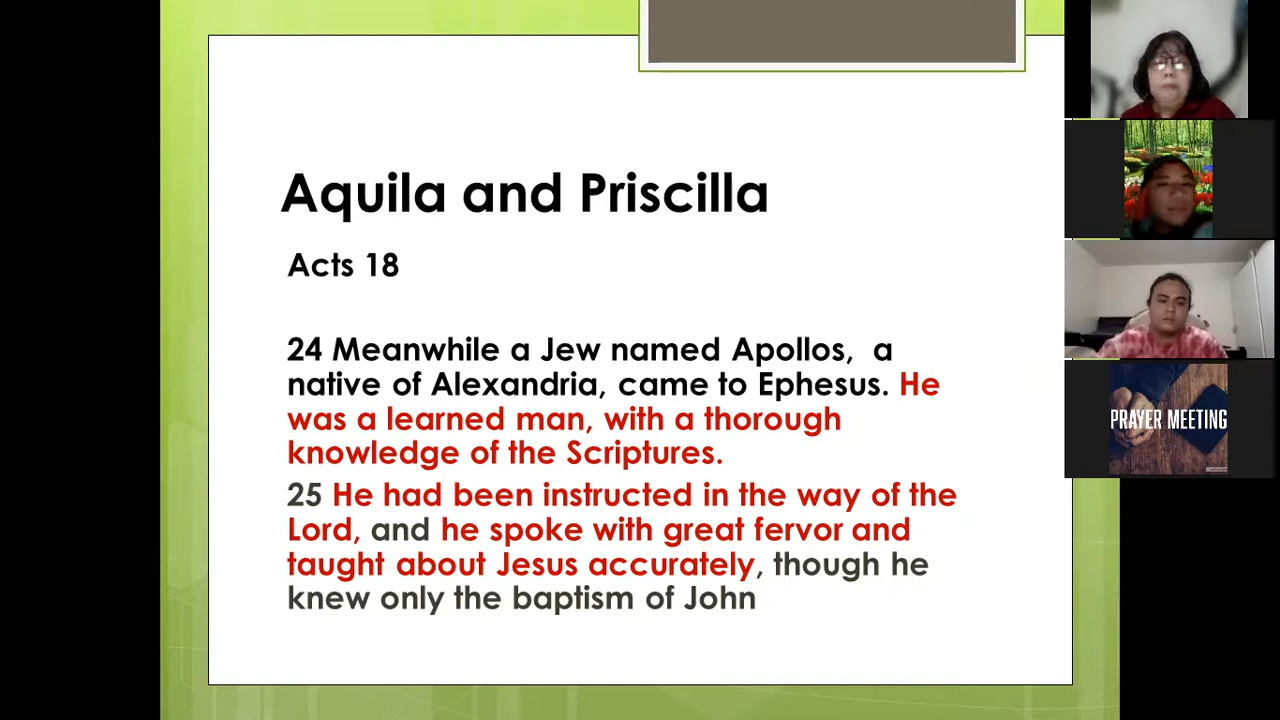 Aquila and Priscilla
Acts 18
24 Meanwhile a Jew named Apollos, a
native of Alexandria, came to Ephesus. He
was a learned man, with a thorough
knowledge of the Scriptures.
25 He had been instructed in the way of the
Lord, and he spoke with great fervor and
taught about Jesus accurately, though he
knew only the baptism of John
PRAYER MEETING